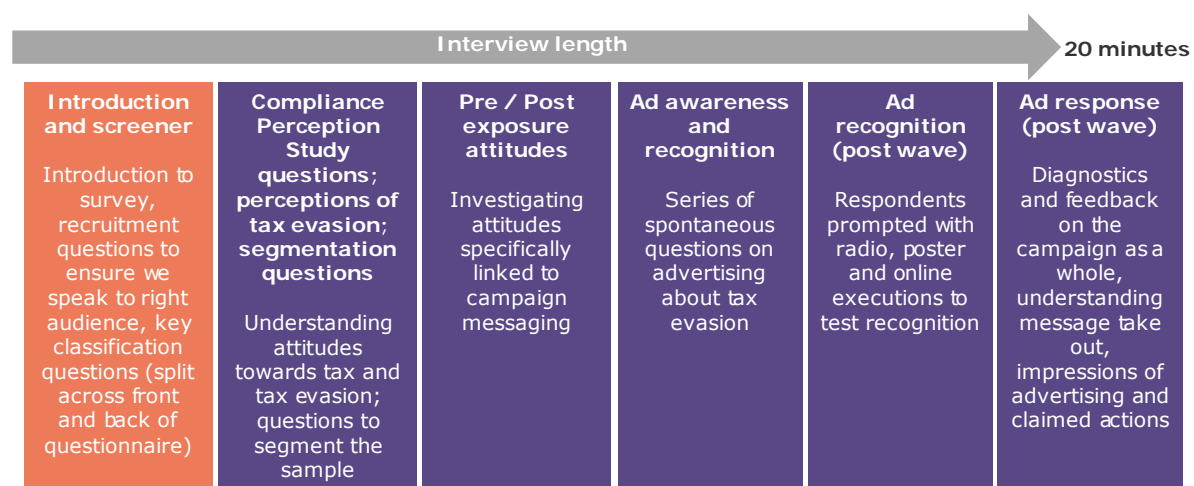 Interview length
20 minutes
Introduction
and screener
Introduction to
survey,
recruitment
questions to
ensure we
speak to right
audience, key
classification
questions (split
across front
and back of
questionnaire)
Compliance
Perception
Study
questions;
perceptions of
tax evasion;
segmentation
questions
Understanding
attitudes
towards tax and
tax evasion;
questions to
segment the
sample
Pre / Post
exposure
attitudes
Investigating
attitudes
specifically
linked to
campaign
messaging
Ad awareness
and
recognition
Series of
spontaneous
questions on
advertising
about tax
evasion
Ad
recognition
(post wave)
Respondents
prompted with
radio, poster
and online
executions to
test recognition
Ad response
(post wave)
Diagnostics
and feedback
on the
campaign as a
whole,
understanding
message take
out,
impressions of
advertising and
claimed actions